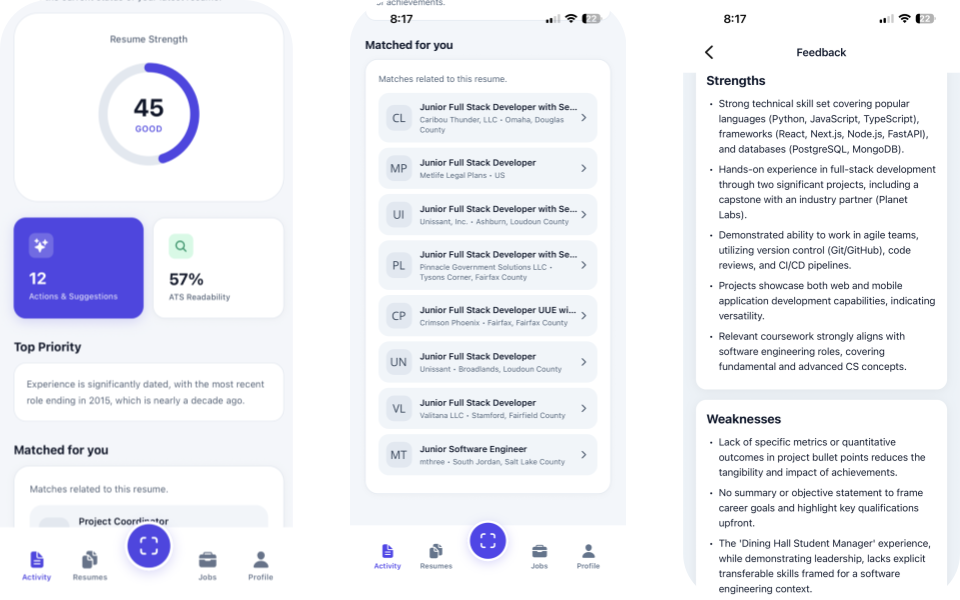 Resume Strength
45
GOOD
12
Actions & Suggestions
57%
ATS Readability
Top Priority
Experience is significantly dated, with the most recent
role ending in 2015, which is nearly a decade ago.
Matched for you
Matches related to this resume.
Project Coordinator
Activity
Resumes
Jobs
Profile
achievements.
8:17
22
Matched for you
Matches related to this resume.
CL
Junior Full Stack Developer with Se...
Caribou Thunder, LLC • Omaha, Douglas
County
MP
Junior Full Stack Developer
Metlife Legal Plans • US
UI
Junior Full Stack Developer with Se...
Unissant, Inc. • Ashburn, Loudoun County
PL
Junior Full Stack Developer with Se...
Pinnacle Government Solutions LLC •
Tysons Corner, Fairfax County
CP
Junior Full Stack Developer UUE wi...
Crimson Phoenix • Fairfax, Fairfax County
UN
Junior Full Stack Developer
Unissant • Broadlands, Loudoun County
VL
Junior Full Stack Developer
Valitana LLC • Stamford, Fairfield County
MT
Junior Software Engineer
mthree • South Jordan, Salt Lake County
Activity
Resumes
Jobs
Profile
8:17
22
Feedback
Strengths
• Strong technical skill set covering popular
languages (Python, JavaScript, TypeScript),
frameworks (React, Next.js, Node.js, FastAPI),
and databases (PostgreSQL, MongoDB).
• Hands-on experience in full-stack development
through two significant projects, including a
capstone with an industry partner (Planet
Labs).
• Demonstrated ability to work in agile teams,
utilizing version control (Git/GitHub), code
reviews, and CI/CD pipelines.
• Projects showcase both web and mobile
application development capabilities, indicating
versatility.
• Relevant coursework strongly aligns with
software engineering roles, covering
fundamental and advanced CS concepts.
Weaknesses
• Lack of specific metrics or quantitative
outcomes in project bullet points reduces the
tangibility and impact of achievements.
• No summary or objective statement to frame
career goals and highlight key qualifications
upfront.
• The 'Dining Hall Student Manager' experience,
while demonstrating leadership, lacks explicit
transferable skills framed for a software
engineering context.